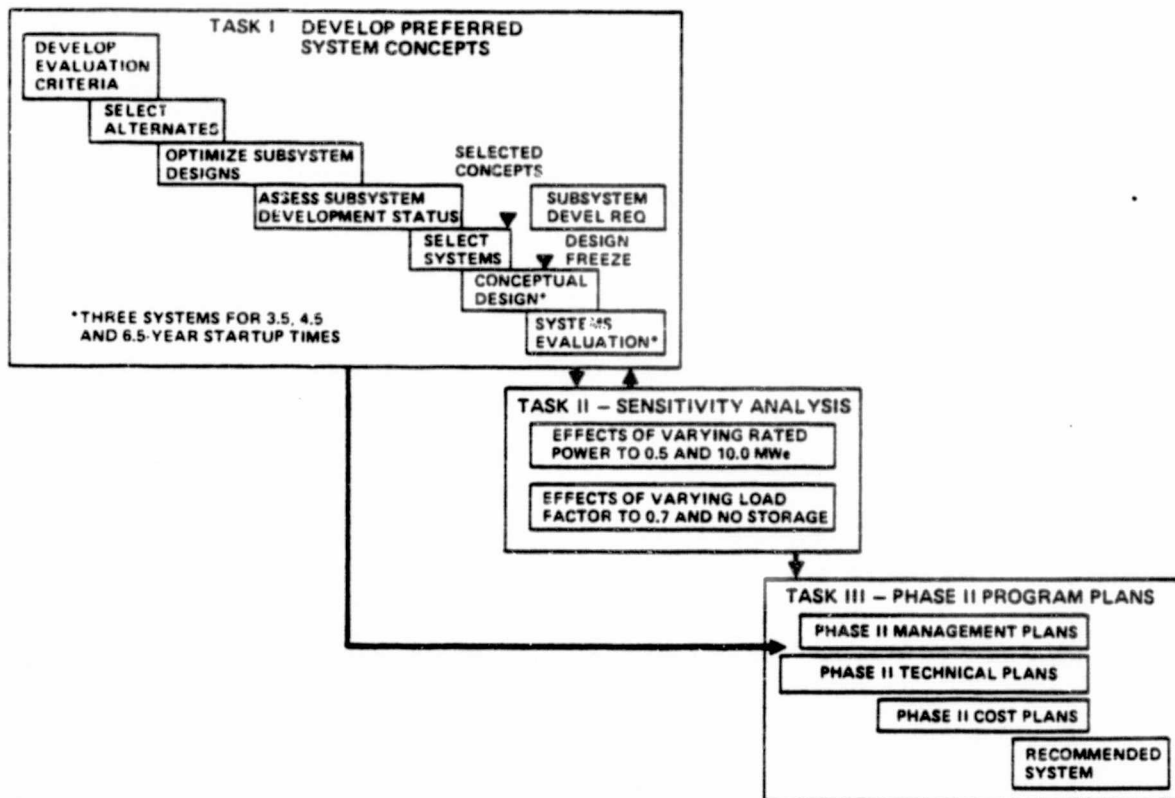 TASK I DEVELOP PREFERRED
SYSTEM CONCEPTS
DEVELOP
EVALUATION
CRITERIA
SELECT
ALTERNATES
OPTIMIZE SUBSYSTEM
DESIGNS
SELECTED
CONCEPTS
ASSESS SUBSYSTEM
DEVELOPMENT STATUS
SUBSYSTEM
DEVEL REQ
SELECT
SYSTEMS
DESIGN
FREEZE
CONCEPTUAL
DESIGN*
*THREE SYSTEMS FOR 3.5, 4.5
AND 6.5-YEAR STARTUP TIMES
SYSTEMS
EVALUATION*
TASK II – SENSITIVITY ANALYSIS
EFFECTS OF VARYING RATED
POWER TO 0.5 AND 10.0 MWe
EFFECTS OF VARYING LOAD
FACTOR TO 0.7 AND NO STORAGE
TASK III – PHASE II PROGRAM PLANS
PHASE II MANAGEMENT PLANS
PHASE II TECHNICAL PLANS
PHASE II COST PLANS
RECOMMENDED
SYSTEM